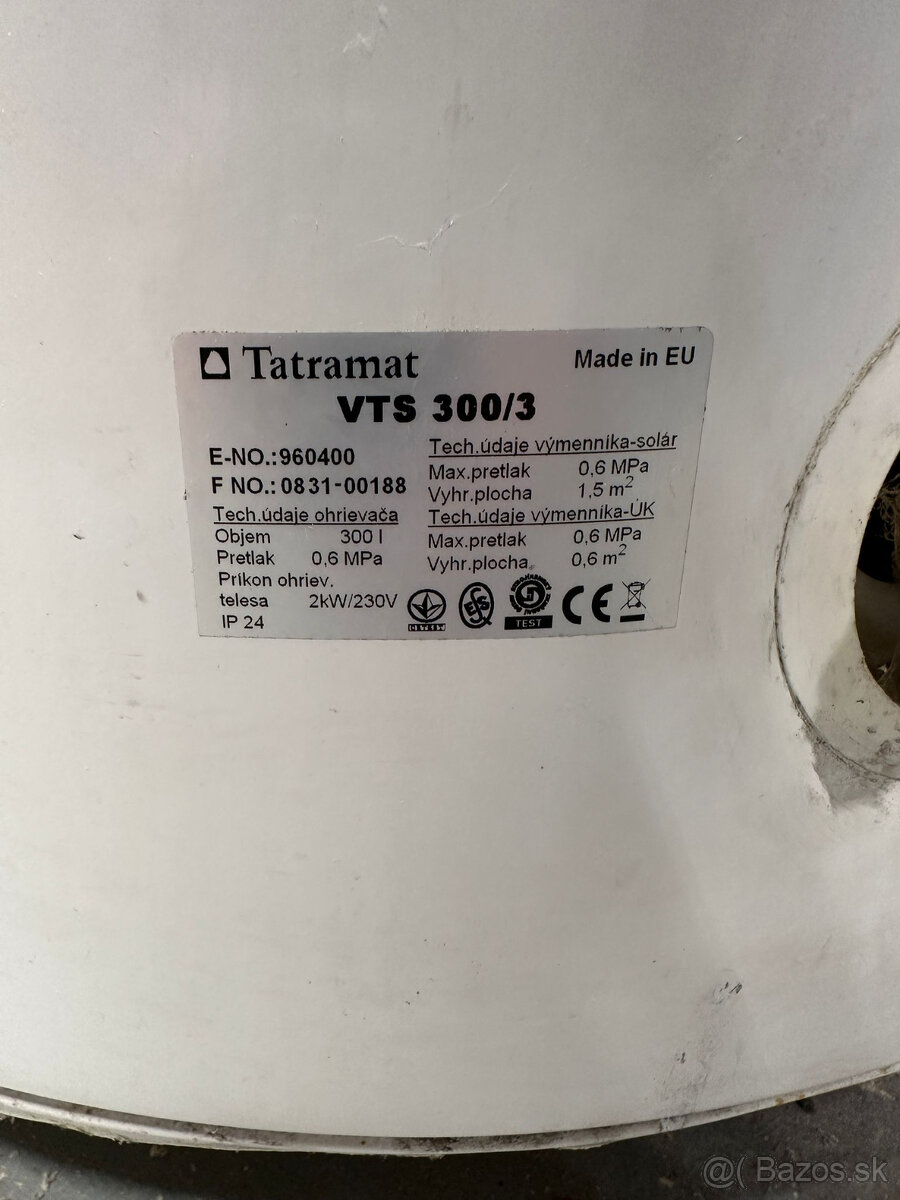 Tatramat
Made in EU
VTS 300/3
E-NO.:960400
F NO.:0831-00188
Tech.údaje ohrievača
Objem 300 l
Pretlak 0,6 MPa
Príkon ohriev.
telesa 2kW/230V
IP 24
Tech.údaje výmenníka-solár
Max.pretlak 0,6 MPa
Vyhr.plocha 1,5 m²
Tech.údaje výmenníka-ÚK
Max.pretlak 0,6 MPa
Vyhr.plocha 0,6 m²
TEST
CE
@( Bazos.sk